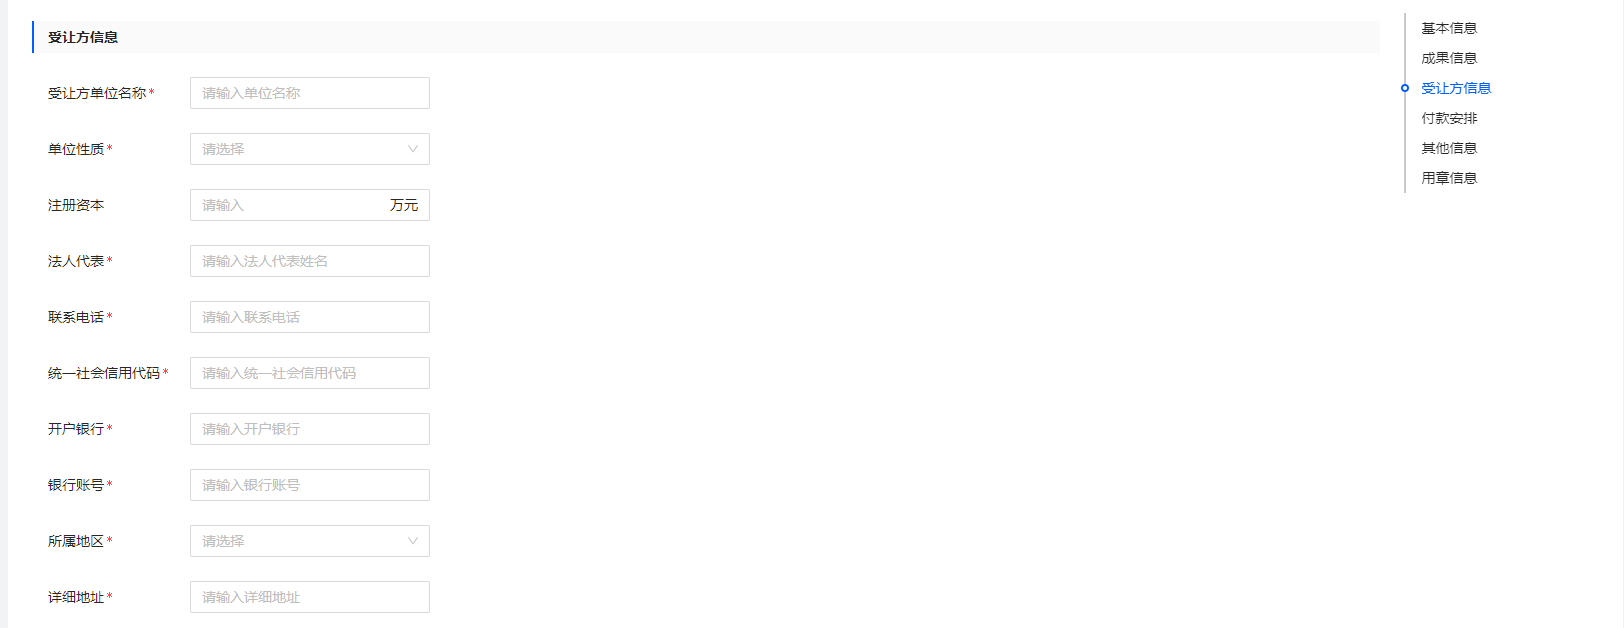 受让方信息
受让方单位名称* 请输入单位名称
单位性质* 请选择
注册资本 请输入 万元
法人代表* 请输入法人代表姓名
联系电话* 请输入联系电话
统一社会信用代码* 请输入统一社会信用代码
开户银行* 请输入开户银行
银行账号* 请输入银行账号
所属地区* 请选择
详细地址* 请输入详细地址
基本信息
成果信息
受让方信息
付款安排
其他信息
用章信息